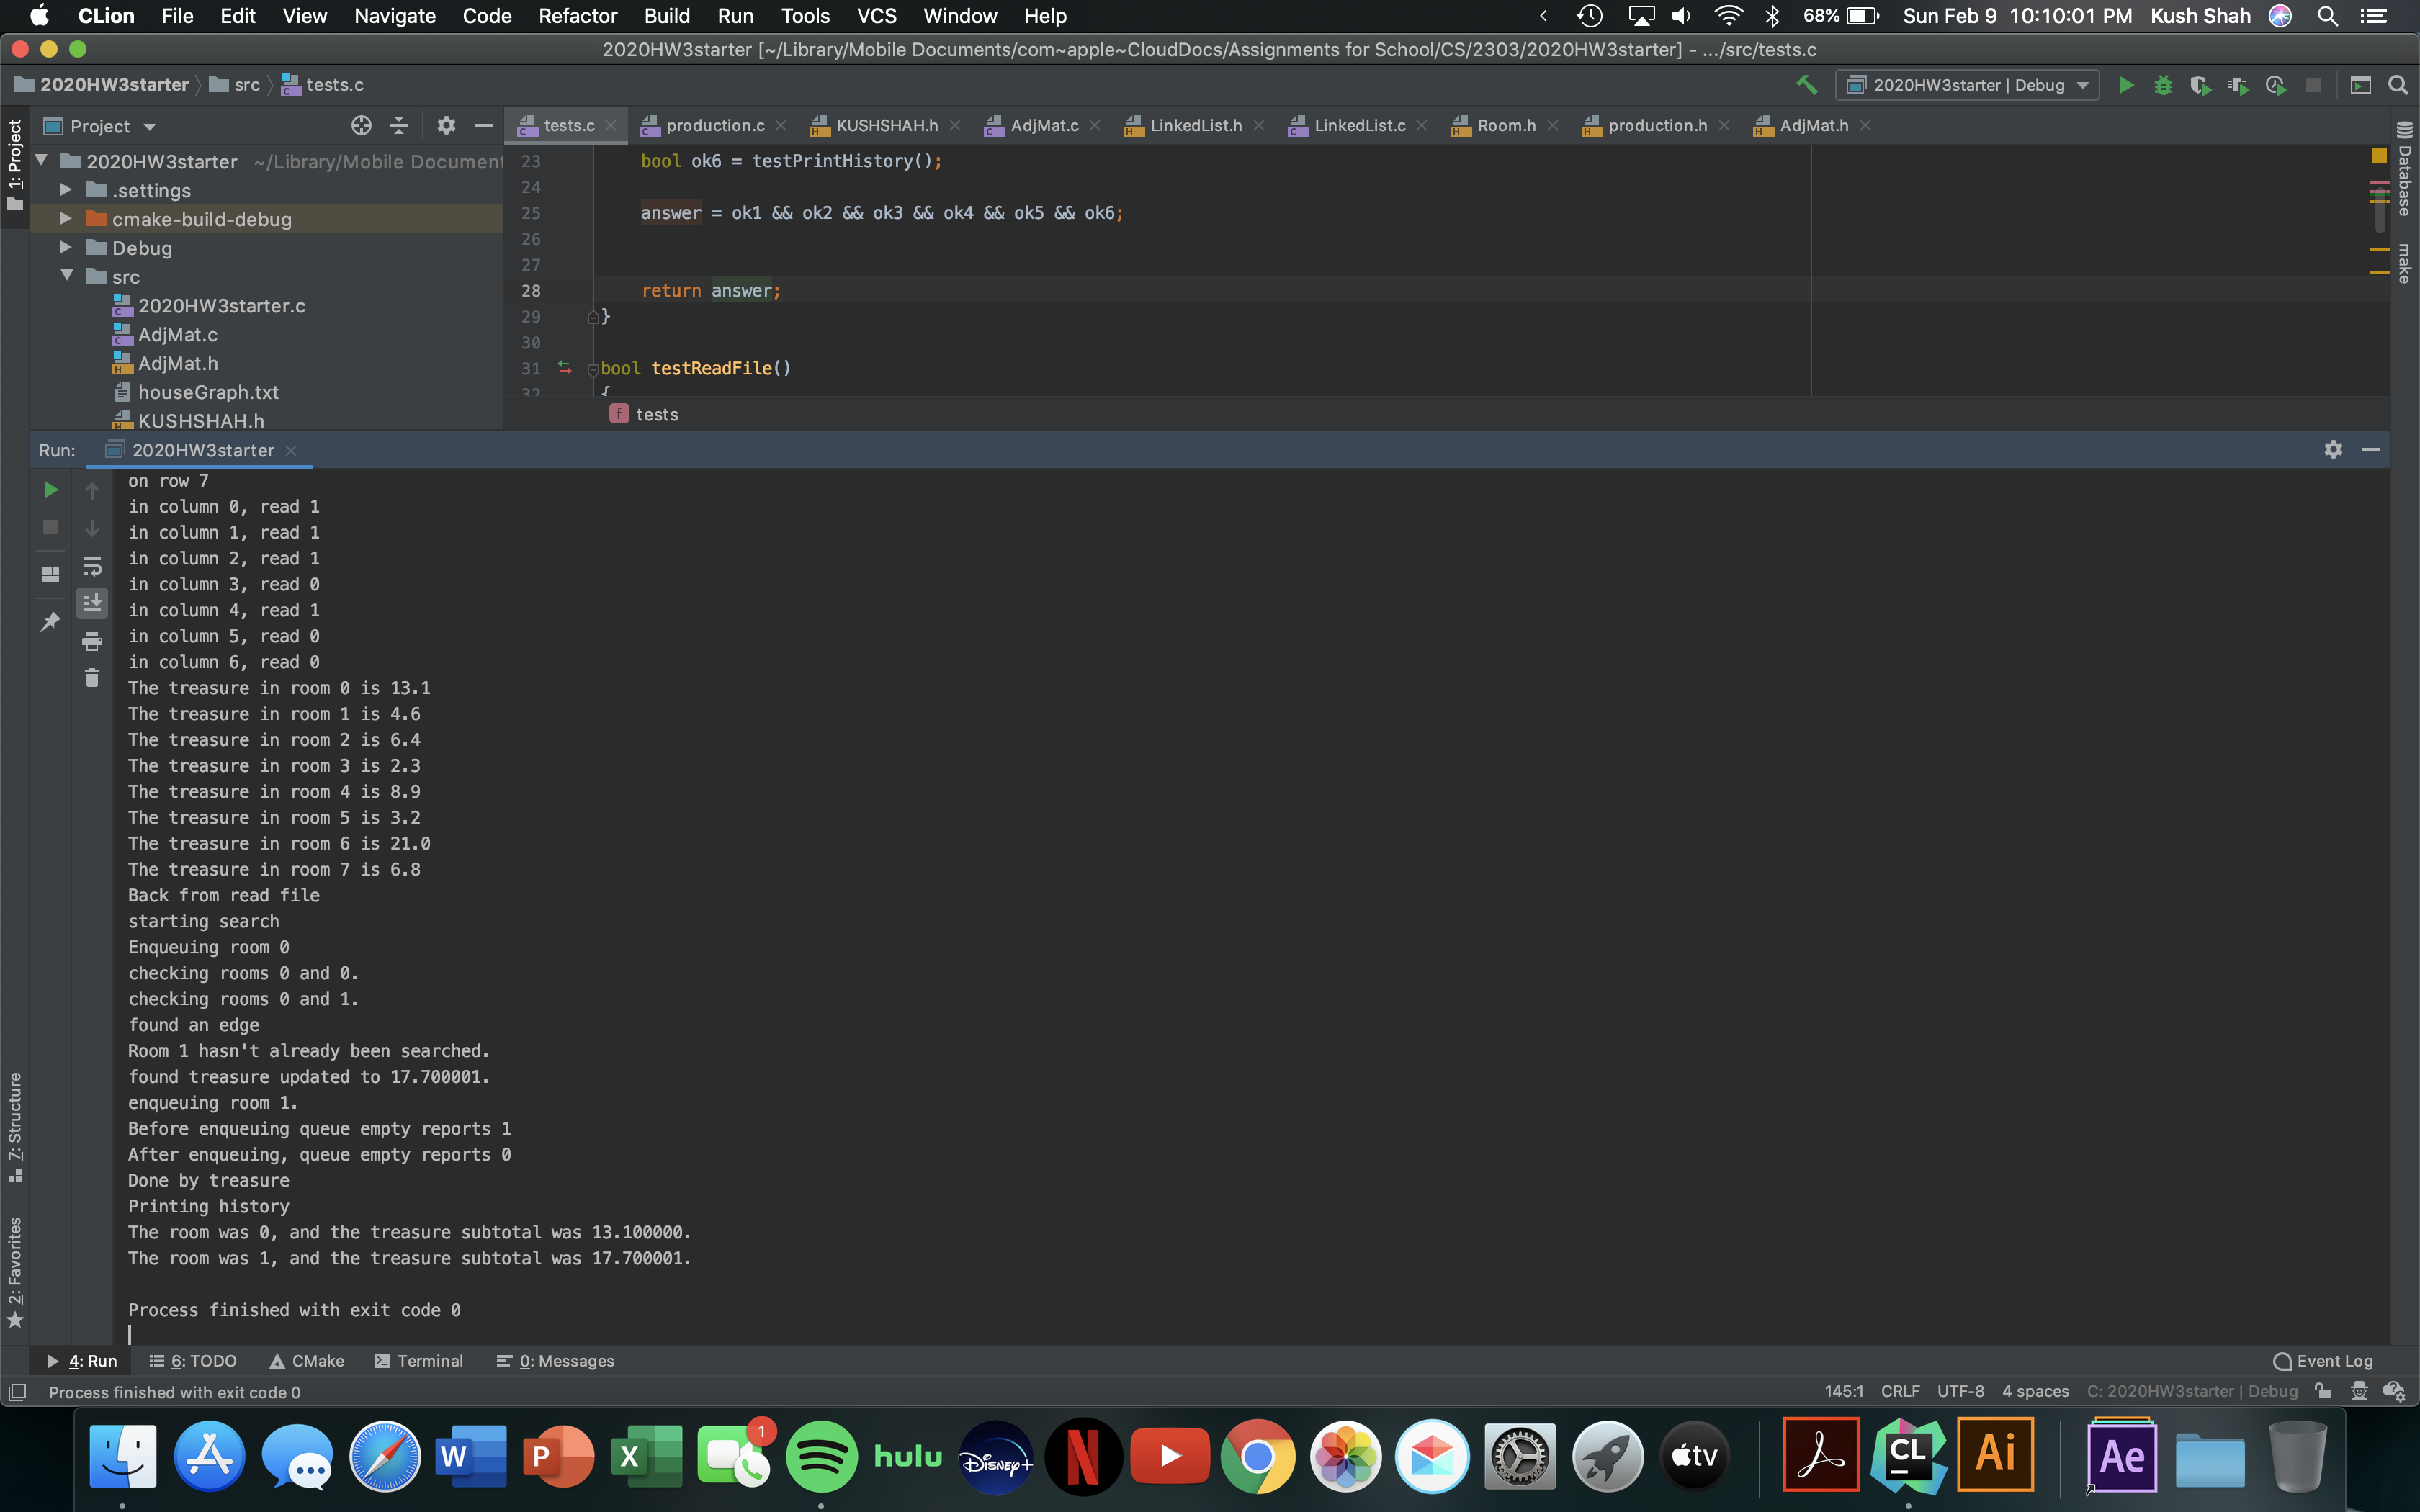 CLion File Edit View Navigate Code Refactor Build Run Tools VCS Window Help 68% Sun Feb 9 10:10:01 PM Kush Shah
2020HW3starter [~/Library/Mobile Documents/com~apple~CloudDocs/Assignments for School/CS/2303/2020HW3starter] - .../src/tests.c
2020HW3starter src tests.c 2020HW3starter | Debug
Project tests.c production.c KUSHSHAH.h AdjMat.c LinkedList.h LinkedList.c Room.h production.h AdjMat.h
1: Project
Database
make
2020HW3starter ~/Library/Mobile Document
.settings
cmake-build-debug
Debug
src
2020HW3starter.c
AdjMat.c
AdjMat.h
houseGraph.txt
KUSHSHAH.h
23 bool ok6 = testPrintHistory();
24
25 answer = ok1 && ok2 && ok3 && ok4 && ok5 && ok6;
26
27
28 return answer;
29 }
30
31 bool testReadFile()
32 {
f tests
Run: 2020HW3starter
on row 7
in column 0, read 1
in column 1, read 1
in column 2, read 1
in column 3, read 0
in column 4, read 1
in column 5, read 0
in column 6, read 0
The treasure in room 0 is 13.1
The treasure in room 1 is 4.6
The treasure in room 2 is 6.4
The treasure in room 3 is 2.3
The treasure in room 4 is 8.9
The treasure in room 5 is 3.2
The treasure in room 6 is 21.0
The treasure in room 7 is 6.8
Back from read file
starting search
Enqueuing room 0
checking rooms 0 and 0.
checking rooms 0 and 1.
found an edge
Room 1 hasn't already been searched.
found treasure updated to 17.700001.
enqueuing room 1.
Before enqueuing queue empty reports 1
After enqueuing, queue empty reports 0
Done by treasure
Printing history
The room was 0, and the treasure subtotal was 13.100000.
The room was 1, and the treasure subtotal was 17.700001.
Process finished with exit code 0
7: Structure
2: Favorites
4: Run 6: TODO CMake Terminal 0: Messages Event Log
Process finished with exit code 0 145:1 CRLF UTF-8 4 spaces C: 2020HW3starter | Debug
W P X 1 hulu Disney+ N tv CL Ai Ae